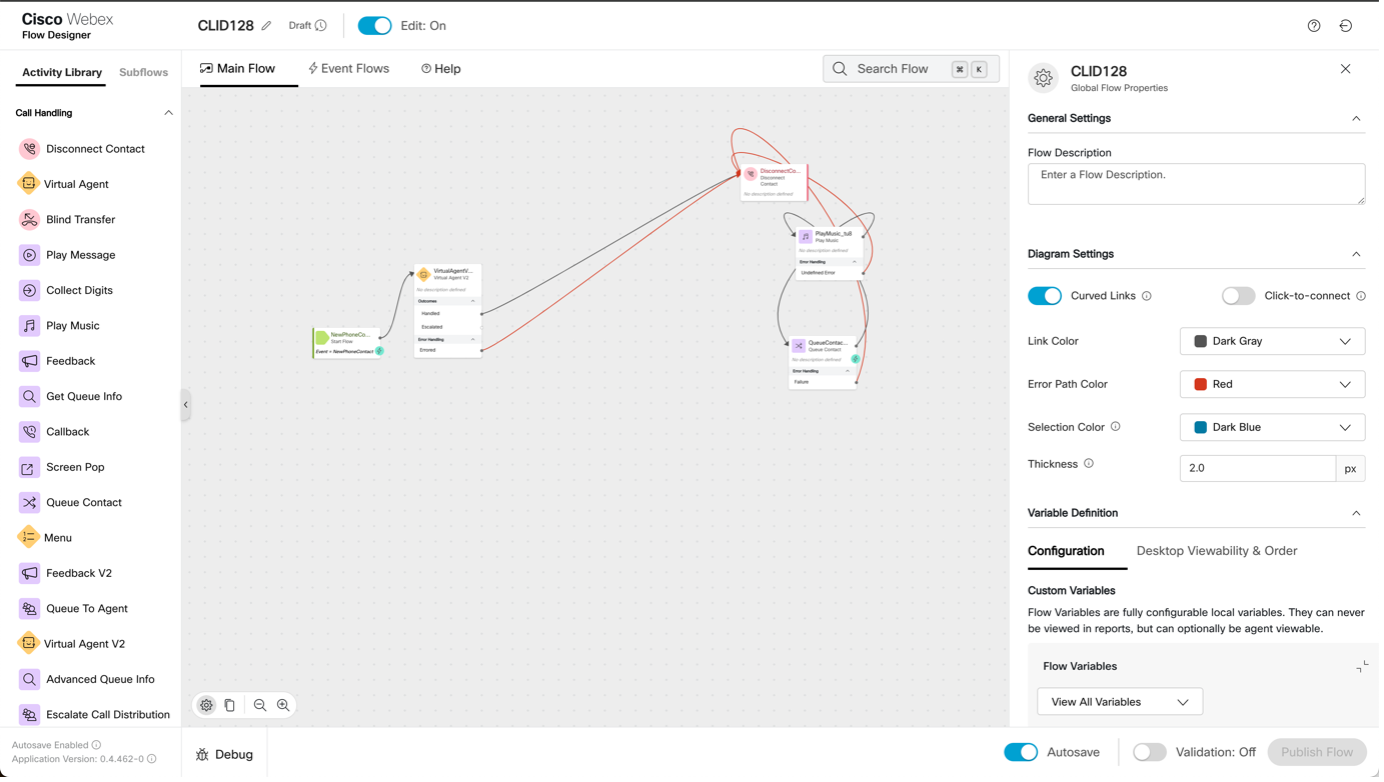 Cisco Webex
Flow Designer
CLID128
Draft
Edit: On
Activity Library
Subflows
Main Flow
Event Flows
Help
Search Flow
⌘
K
Call Handling
Disconnect Contact
Virtual Agent
Blind Transfer
Play Message
Collect Digits
Play Music
Feedback
Get Queue Info
Callback
Screen Pop
Queue Contact
Menu
Feedback V2
Queue To Agent
Virtual Agent V2
Advanced Queue Info
Escalate Call Distribution
Autosave Enabled
Application Version: 0.4.462-0
NewPhoneCo...
Start Flow
Event = NewPhoneContact
VirtualAgentV...
Virtual Agent V2
No description defined
Outcomes
Handled
Escalated
Error Handling
Errored
DisconnectCo...
Disconnect
Contact
No description defined
PlayMusic_tu8
Play Music
No description defined
Error Handling
Undefined Error
QueueContac...
Queue Contact
No description defined
Error Handling
Failure
Debug
CLID128
Global Flow Properties
General Settings
Flow Description
Enter a Flow Description.
Diagram Settings
Curved Links
Click-to-connect
Link Color
Dark Gray
Error Path Color
Red
Selection Color
Dark Blue
Thickness
2.0
px
Variable Definition
Configuration
Desktop Viewability & Order
Custom Variables
Flow Variables are fully configurable local variables. They can never
be viewed in reports, but can optionally be agent viewable.
Flow Variables
View All Variables
Autosave
Validation: Off
Publish Flow